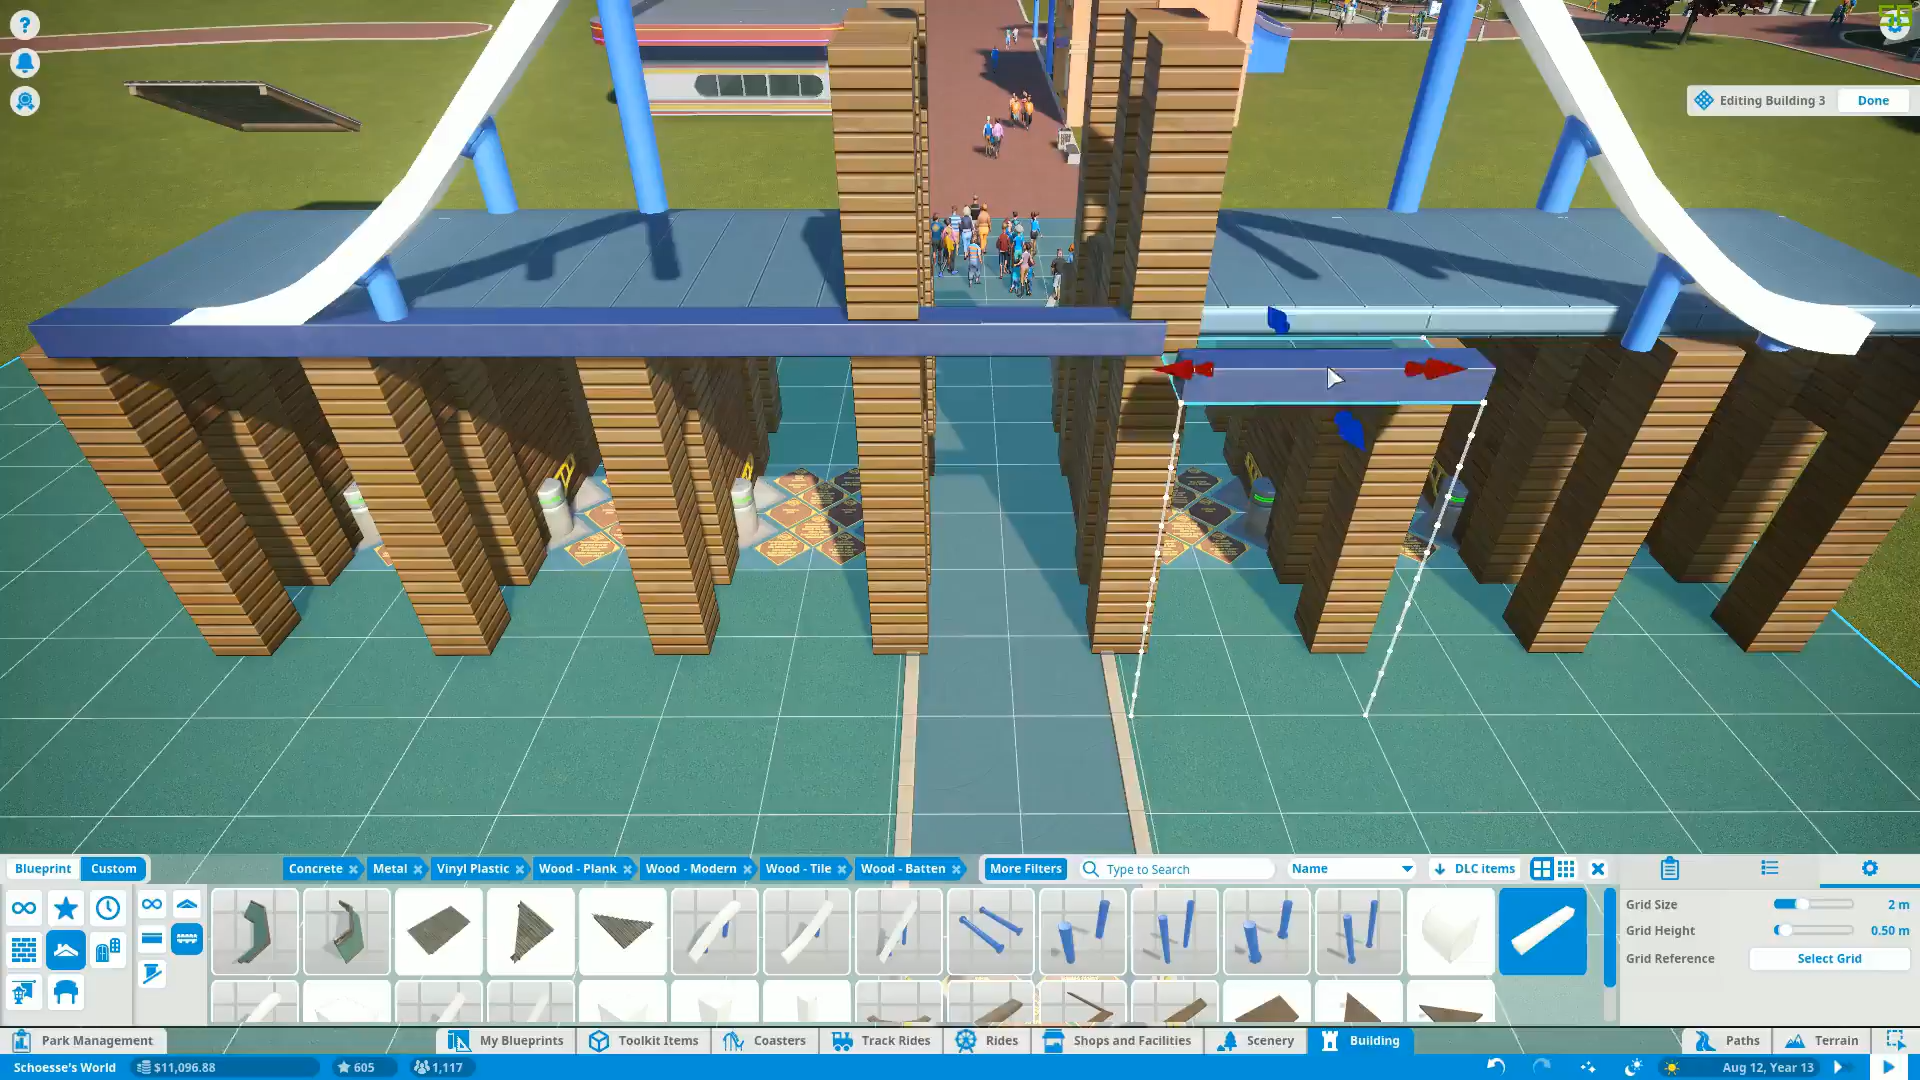 ?
Editing Building 3 Done
Blueprint Custom Concrete × Metal × Vinyl Plastic × Wood - Plank × Wood - Modern × Wood - Tile × Wood - Batten × More Filters Type to Search Name DLC items
Grid Size 2 m
Grid Height 0.50 m
Grid Reference Select Grid
Park Management My Blueprints Toolkit Items Coasters Track Rides Rides Shops and Facilities Scenery Building Paths Terrain
Schoesse's World $11,096.88 605 1,117 Aug 12, Year 13